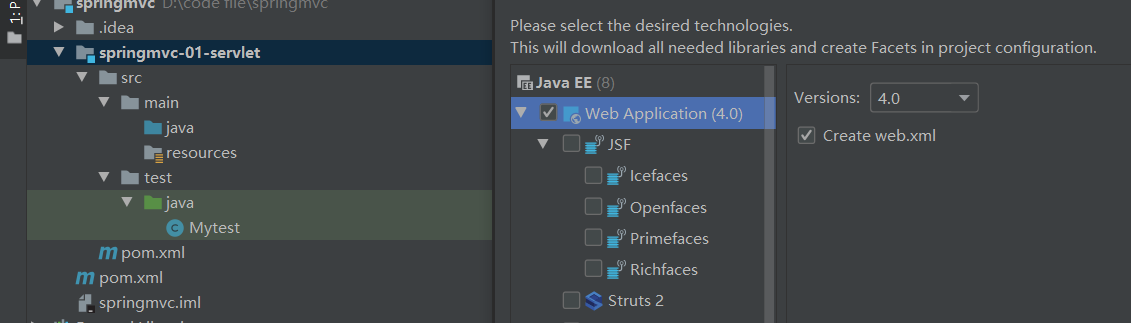 springmvc D:\code file\springmvc
.idea
springmvc-01-servlet
src
main
java
resources
test
java
Mytest
pom.xml
pom.xml
springmvc.iml
Please select the desired technologies.
This will download all needed libraries and create Facets in project configuration.
Java EE (8)
Web Application (4.0)
JSF
Icefaces
Openfaces
Primefaces
Richfaces
Struts 2
Versions: 4.0
Create web.xml